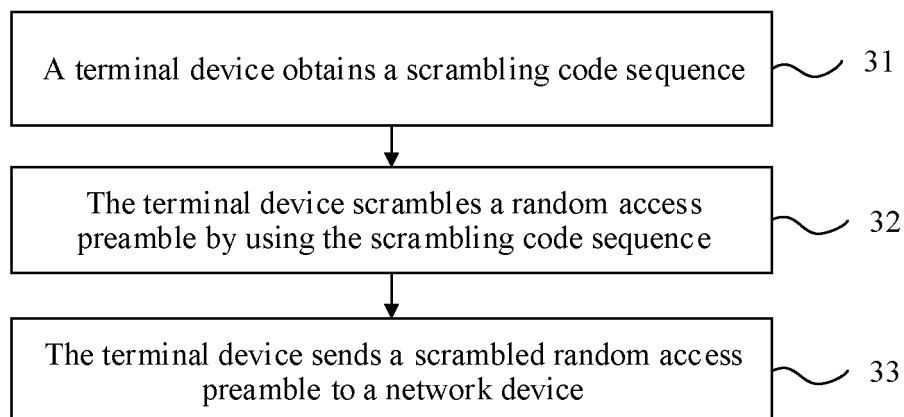 A terminal device obtains a scrambling code sequence
31
The terminal device scrambles a random access
preamble by using the scrambling code sequence
32
The terminal device sends a scrambled random access
preamble to a network device
33